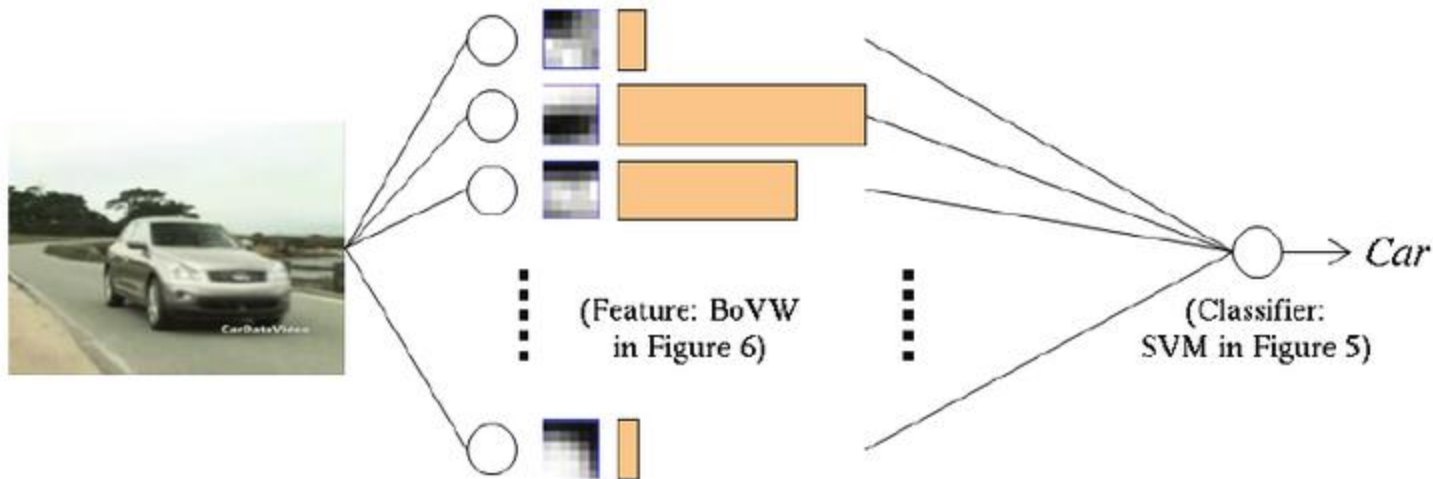 CarDataVideo
(Feature: BoVW
in Figure 6)
(Classifier:
SVM in Figure 5)
Car